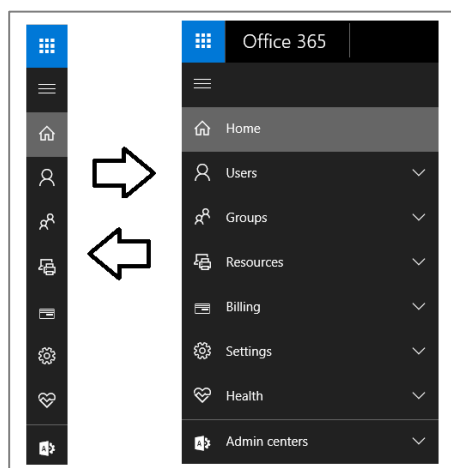 Office 365
Home
Users
Groups
Resources
Billing
Settings
Health
Admin centers